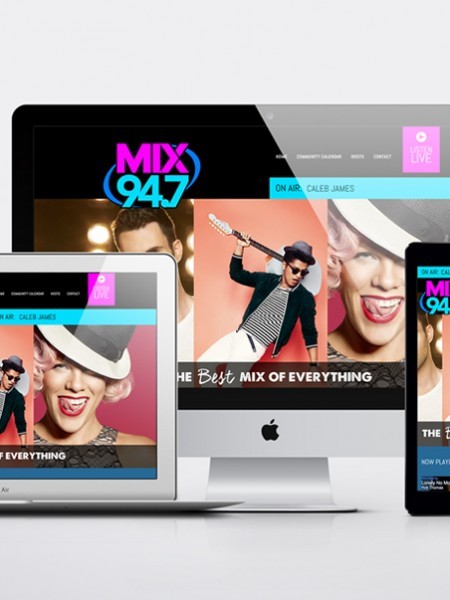 MIX
94.7
HOME COMMUNITY CALENDAR HOSTS CONTACT
LISTEN
LIVE
ON AIR: CALEB JAMES
THE Best MIX OF EVERYTHING
COMMUNITY CALENDAR HOSTS CONTACT
LISTEN
LIVE
ON AIR: CALEB JAMES
OF EVERYTHING
Air
ON AIR: CAL
MIX
94
THE B
NOW PLAYI
Lonely No M
Rob Thomas